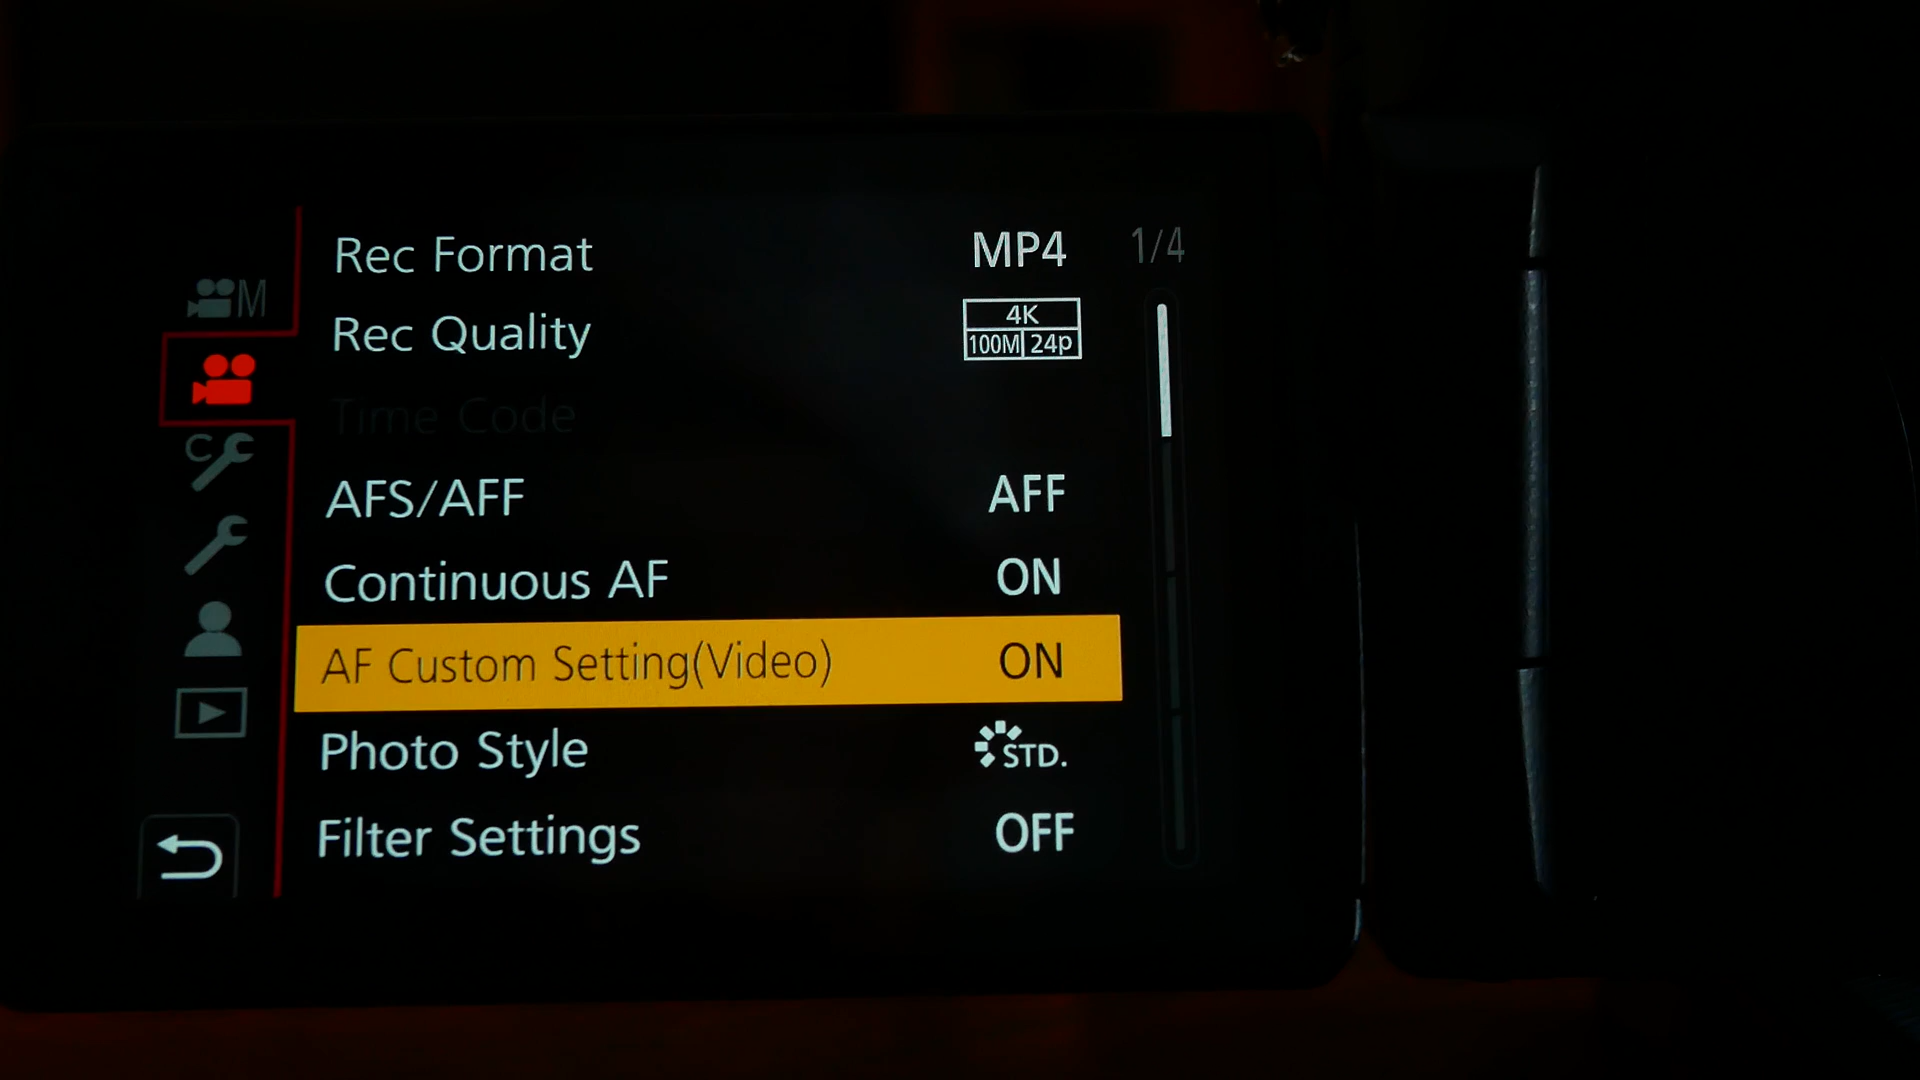 Rec Format MP4 1/4
Rec Quality 4K
100M 24p
Time Code
AFS/AFF AFF
Continuous AF ON
AF Custom Setting(Video) ON
Photo Style STD.
Filter Settings OFF
M
C